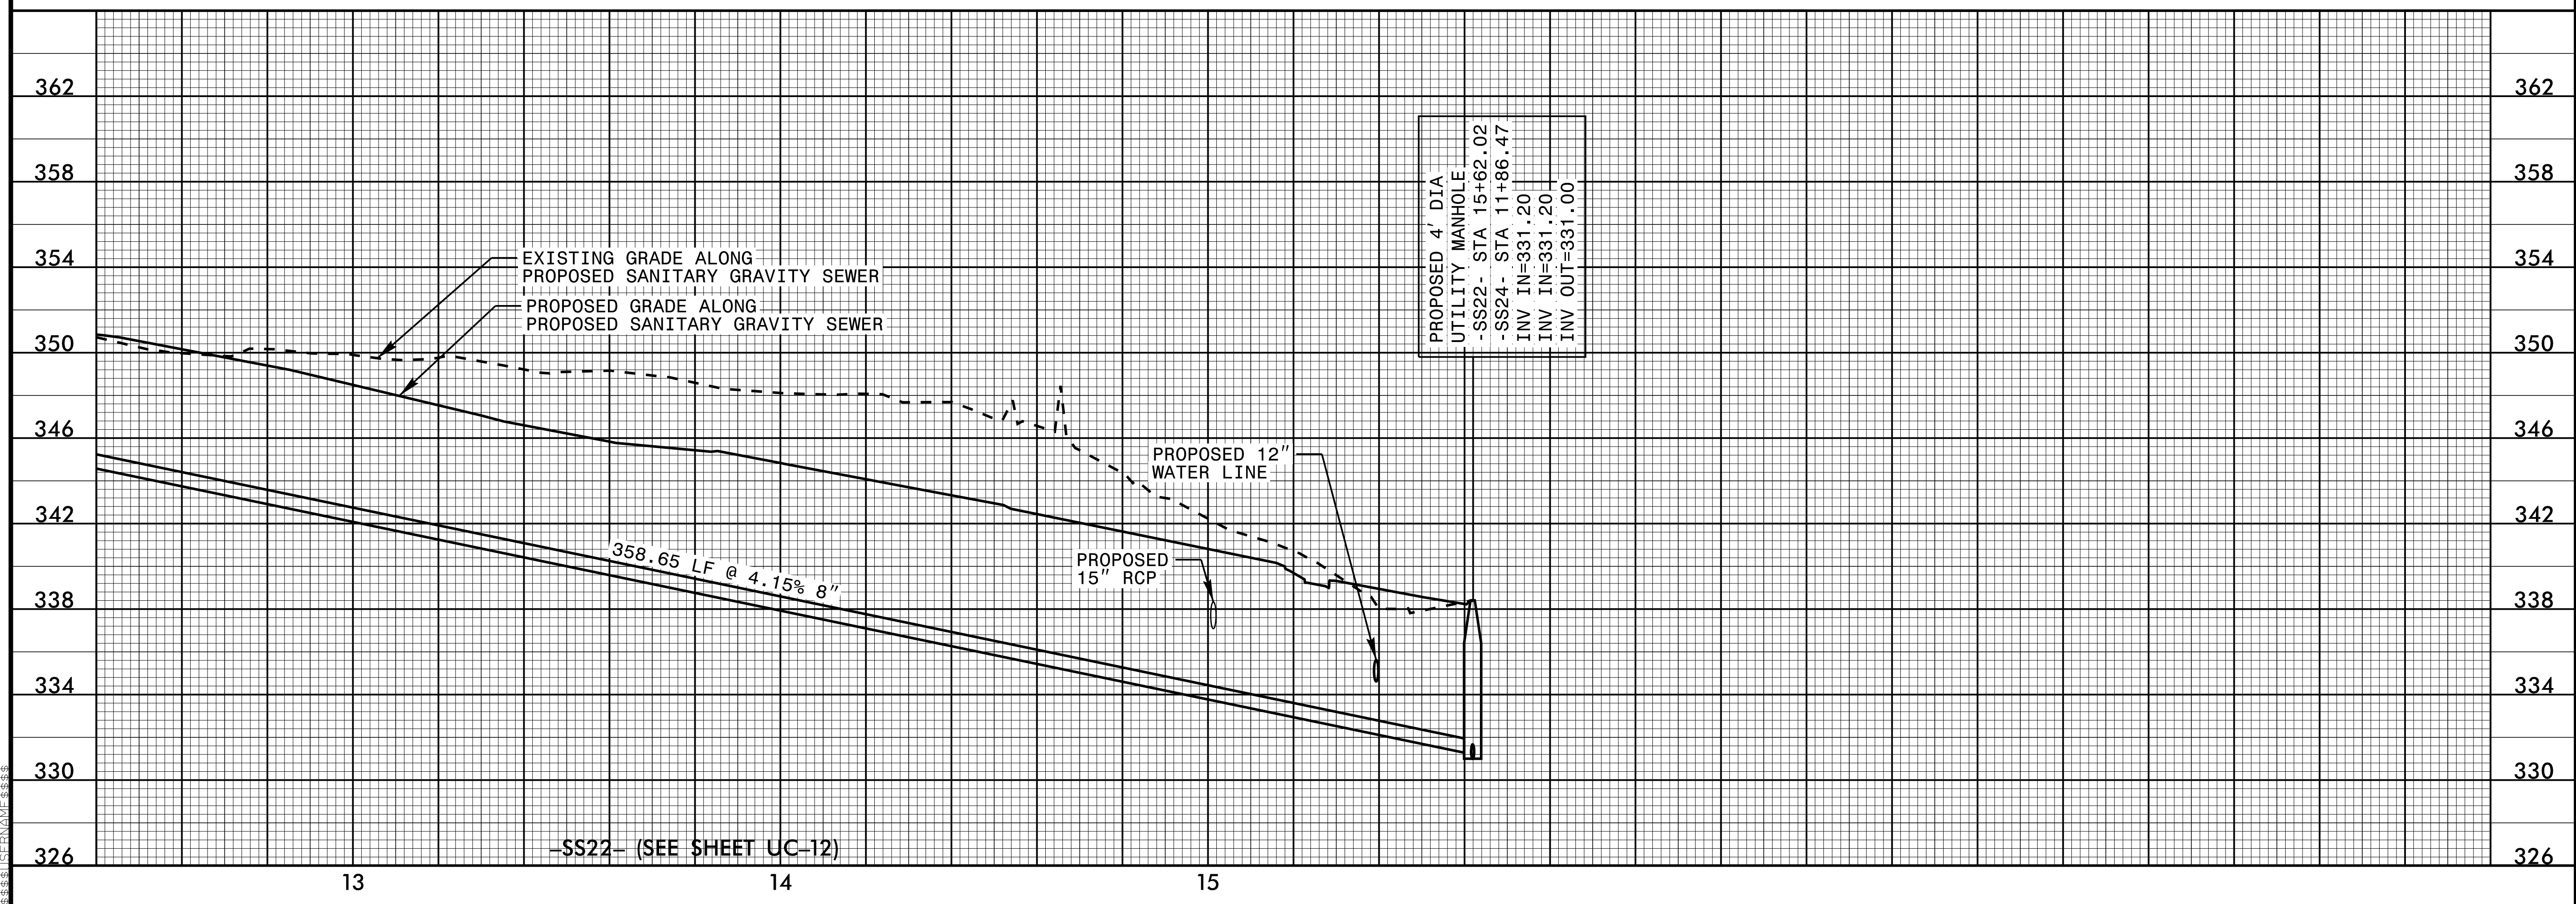 362
362
PROPOSED 4' DIA
UTILITY MANHOLE
-SS22- STA 15+62.02
-SS24- STA 11+86.47
INV IN=331.20
INV IN=331.20
INV OUT=331.00
358
358
354
354
EXISTING GRADE ALONG
PROPOSED SANITARY GRAVITY SEWER
PROPOSED GRADE ALONG
PROPOSED SANITARY GRAVITY SEWER
350
350
346
346
PROPOSED 12"
WATER LINE
342
342
358.65 LF @ 4.15% 8"
PROPOSED
15" RCP
338
338
334
334
330
330
–SS22– (SEE SHEET UC–12)
326
326
13
14
15